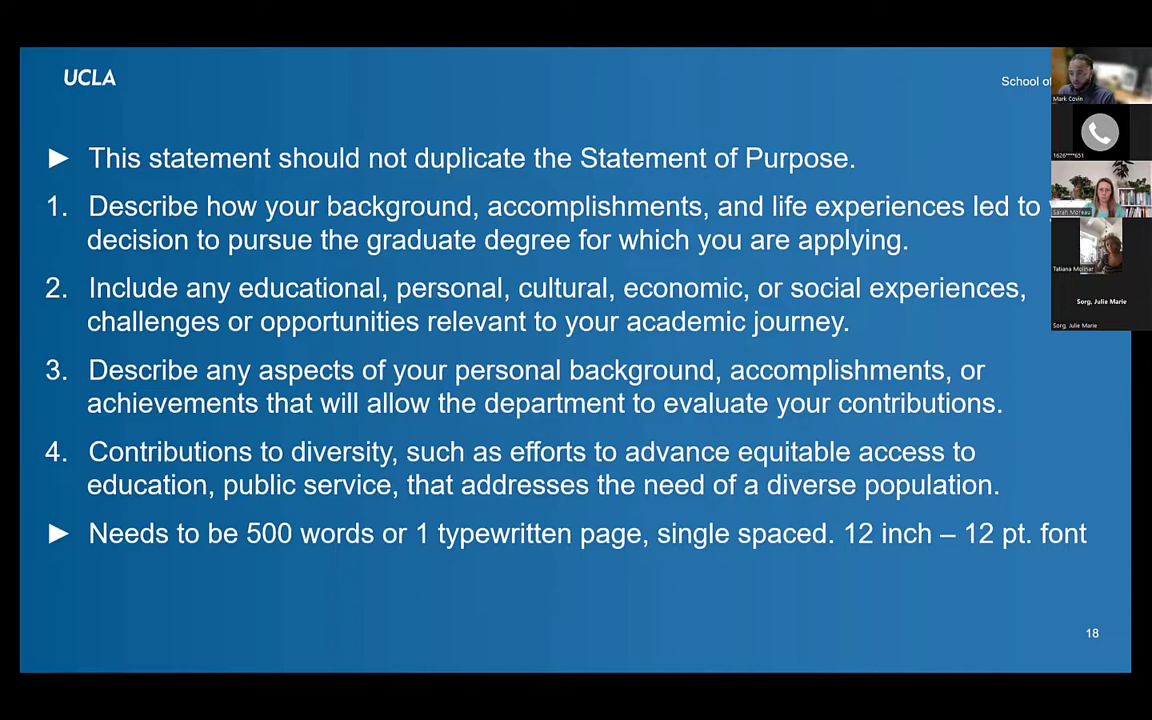 UCLA
School of
► This statement should not duplicate the Statement of Purpose.
1. Describe how your background, accomplishments, and life experiences led to
decision to pursue the graduate degree for which you are applying.
2. Include any educational, personal, cultural, economic, or social experiences,
challenges or opportunities relevant to your academic journey.
3. Describe any aspects of your personal background, accomplishments, or
achievements that will allow the department to evaluate your contributions.
4. Contributions to diversity, such as efforts to advance equitable access to
education, public service, that addresses the need of a diverse population.
► Needs to be 500 words or 1 typewritten page, single spaced. 12 inch – 12 pt. font
18
Mark Covin
1626****651
Sarah Moreau
Tatiana Molinar
Sorg, Julie Marie
Sorg, Julie Marie